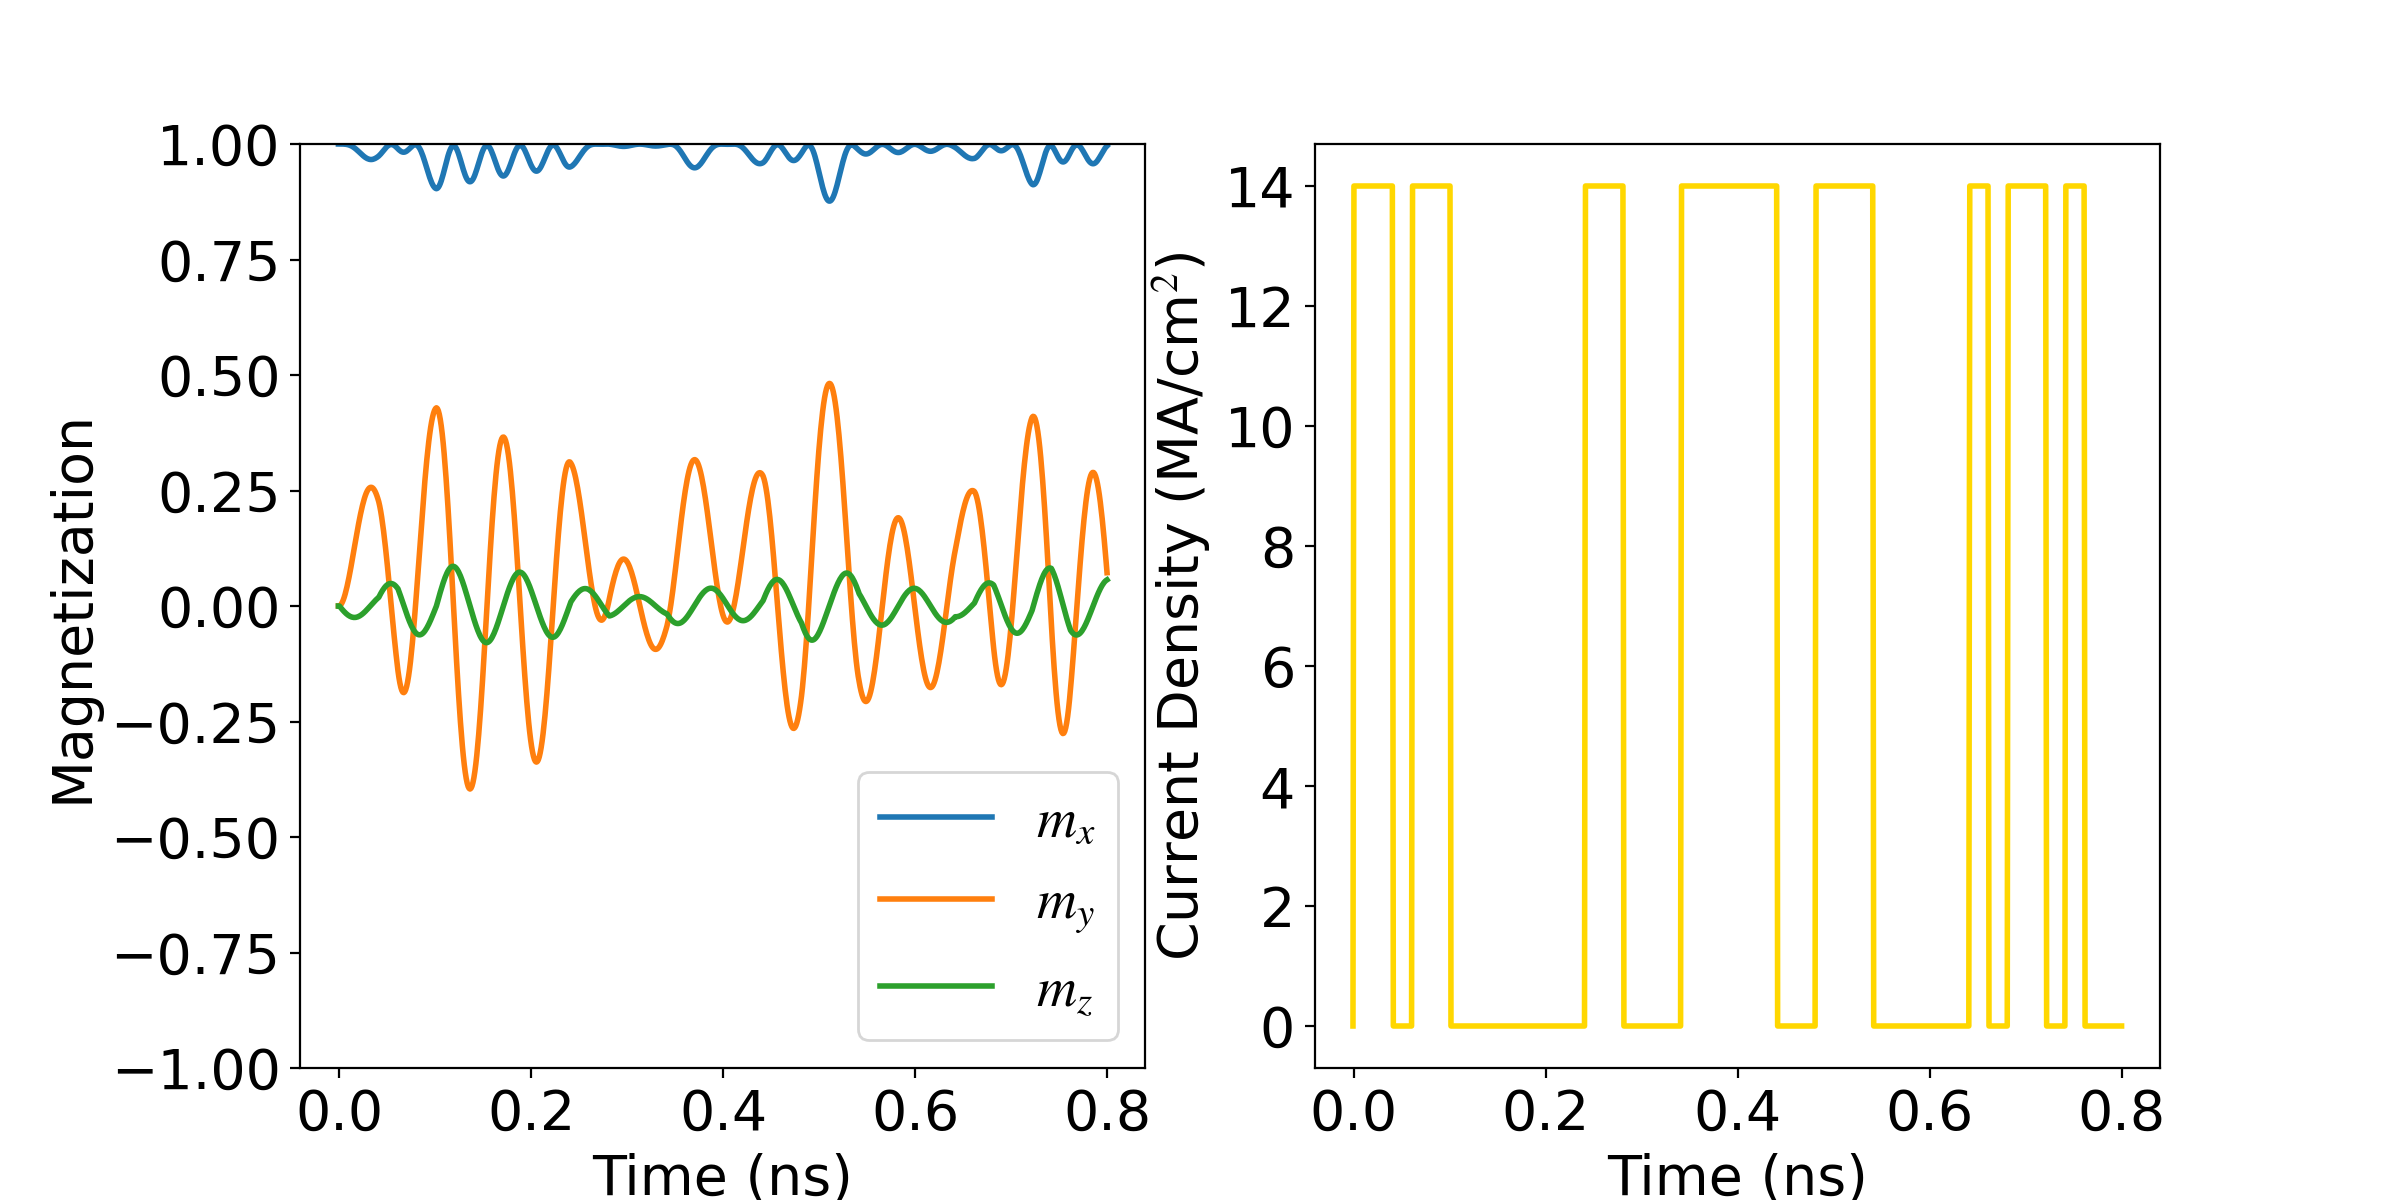 Magnetization
1.00
0.75
0.50
0.25
0.00
−0.25
−0.50
−0.75
−1.00
0.0 0.2 0.4 0.6 0.8
Time (ns)
m_x
m_y
m_z
Current Density (MA/cm²)
14
12
10
8
6
4
2
0
0.0 0.2 0.4 0.6 0.8
Time (ns)